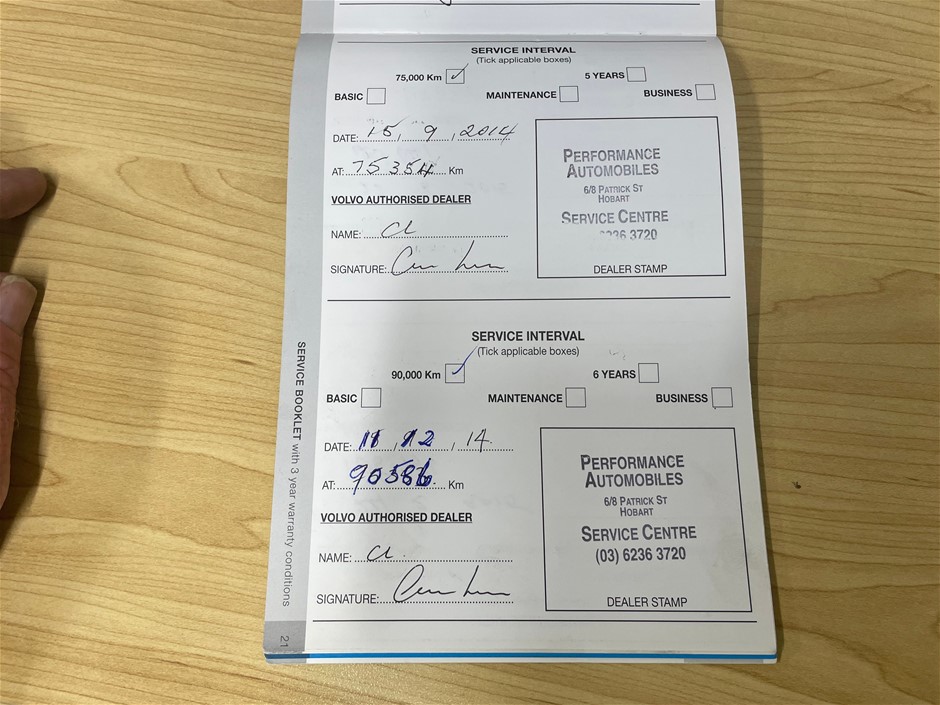 SERVICE INTERVAL
(Tick applicable boxes)
75,000 Km ✓ 5 YEARS
BASIC MAINTENANCE BUSINESS
DATE: 15, 9, 2014
AT: 75354 Km
VOLVO AUTHORISED DEALER
NAME: Cl
SIGNATURE:
PERFORMANCE
AUTOMOBILES
6/8 PATRICK ST
HOBART
SERVICE CENTRE
6236 3720
DEALER STAMP
SERVICE INTERVAL
(Tick applicable boxes)
90,000 Km ✓ 6 YEARS
BASIC MAINTENANCE BUSINESS
DATE: , 12, 14.
AT: Km
VOLVO AUTHORISED DEALER
NAME: Cl.
SIGNATURE:
PERFORMANCE
AUTOMOBILES
6/8 PATRICK ST
HOBART
SERVICE CENTRE
(03) 6236 3720
DEALER STAMP
SERVICE BOOKLET with 3 year warranty conditions
21